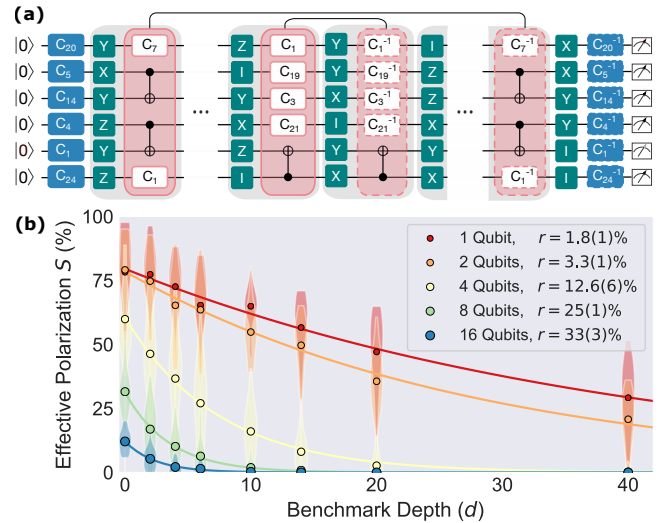 (a)
|0⟩ C₂₀ Y C₇ Z C₁ Y C₁⁻¹ I C₇⁻¹ X C₂₀⁻¹
|0⟩ C₅ X I C₁₉ X C₁₉⁻¹ Z Z C₅⁻¹
|0⟩ C₁₄ Y ... Y C₃ I C₃⁻¹ Y ... Y C₁₄⁻¹
|0⟩ C₄ Z X C₂₁ Z C₂₁⁻¹ X Y C₄⁻¹
|0⟩ C₁ Y Z X Y I C₁⁻¹
|0⟩ C₂₄ Z C₁ I X X C₁⁻¹ I C₂₄⁻¹
(b)
Effective Polarization S (%)
100
75
50
25
0
1 Qubit, r = 1.8(1)%
2 Qubits, r = 3.3(1)%
4 Qubits, r = 12.6(6)%
8 Qubits, r = 25(1)%
16 Qubits, r = 33(3)%
0 10 20 30 40
Benchmark Depth (d)